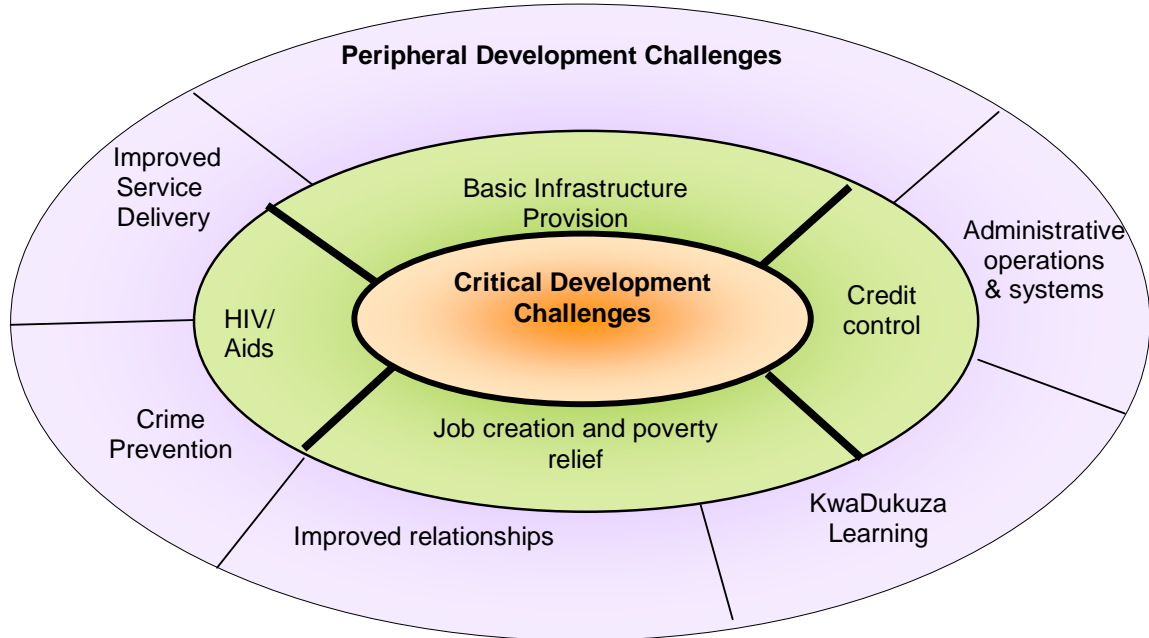 Peripheral Development Challenges
Improved
Service
Delivery
Basic Infrastructure
Provision
Administrative
operations
& systems
Critical Development
Challenges
HIV/
Aids
Credit
control
Crime
Prevention
Job creation and poverty
relief
Improved relationships
KwaDukuza
Learning